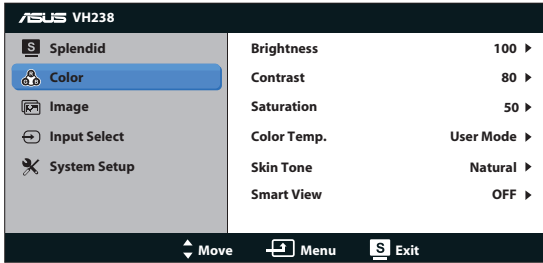 ASUS VH238
S Splendid
Color
Image
Input Select
System Setup
Brightness 100
Contrast 80
Saturation 50
Color Temp. User Mode
Skin Tone Natural
Smart View OFF
Move Menu S Exit